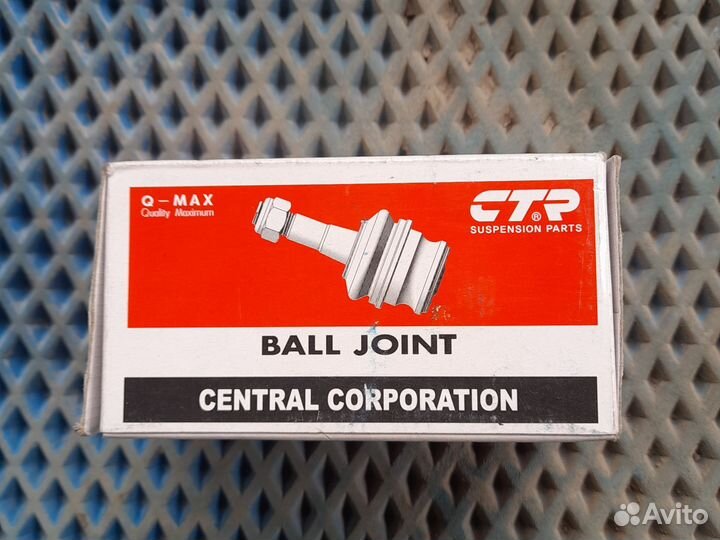 Q-MAX
Quality Maximum
CTR®
SUSPENSION PARTS
BALL JOINT
CENTRAL CORPORATION
Avito